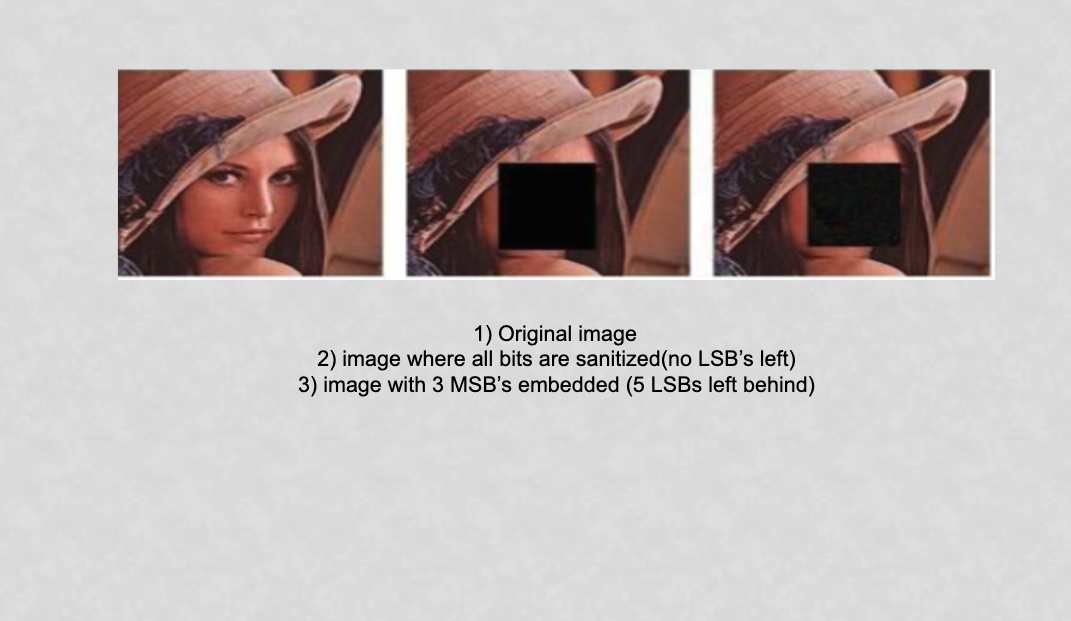 1) Original image
2) image where all bits are sanitized(no LSB’s left)
3) image with 3 MSB’s embedded (5 LSBs left behind)